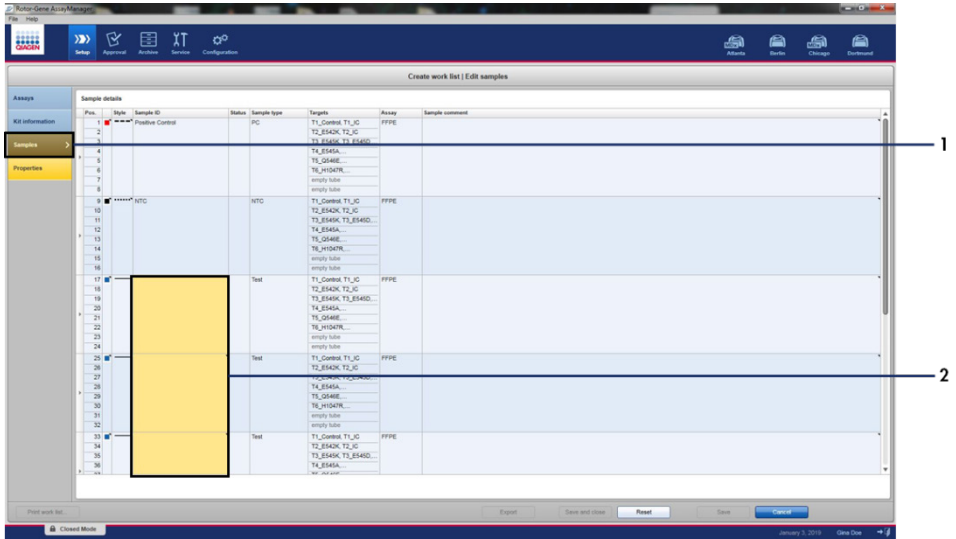 Rotor-Gene AssayManager
File Help
QIAGEN
Setup Approval Archive Service Configuration
Atlanta Berlin Chicago Dortmund
Create work list | Edit samples
Assays
Kit information
Samples
Properties
Sample details
Pos. Style Sample ID Status Sample type Targets Assay Sample comment
1 Positive Control PC T1_Control, T1_IC FFPE
2 T2_E542K, T2_IC
3 T3_E545K, T3_E545D,...
4 T4_E545A,...
5 T5_Q546E,...
6 T6_H1047R,...
7 empty tube
8 empty tube
9 NTC NTC T1_Control, T1_IC FFPE
10 T2_E542K, T2_IC
11 T3_E545K, T3_E545D,...
12 T4_E545A,...
13 T5_Q546E,...
14 T6_H1047R,...
15 empty tube
16 empty tube
17 Test T1_Control, T1_IC FFPE
18 T2_E542K, T2_IC
19 T3_E545K, T3_E545D,...
20 T4_E545A,...
21 T5_Q546E,...
22 T6_H1047R,...
23 empty tube
24 empty tube
25 Test T1_Control, T1_IC FFPE
26 T2_E542K, T2_IC
27 T3_E545K, T3_E545D,...
28 T4_E545A,...
29 T5_Q546E,...
30 T6_H1047R,...
31 empty tube
32 empty tube
33 Test T1_Control, T1_IC FFPE
34 T2_E542K, T2_IC
35 T3_E545K, T3_E545D,...
36 T4_E545A,...
Print work list... Export Save and close Reset Save Cancel
Closed Mode January 3, 2019 Gina Doe
1
2